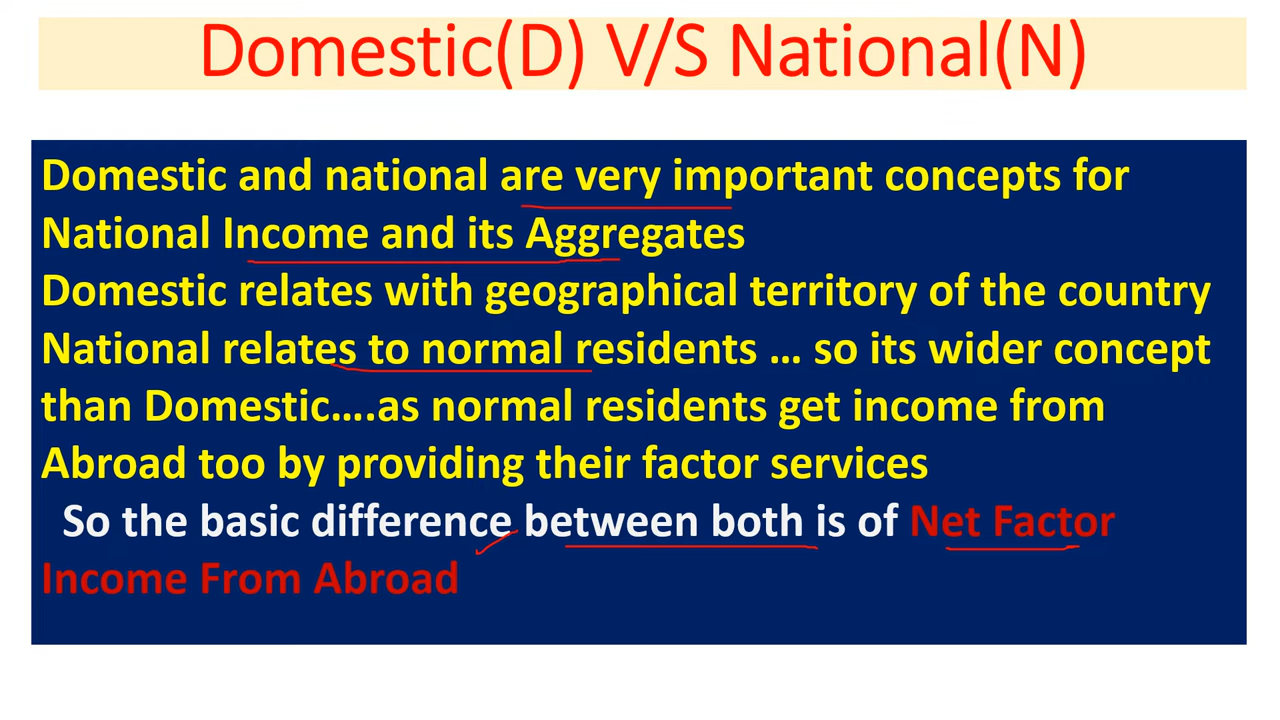 Domestic(D) V/S National(N)
Domestic and national are very important concepts for
National Income and its Aggregates
Domestic relates with geographical territory of the country
National relates to normal residents … so its wider concept
than Domestic….as normal residents get income from
Abroad too by providing their factor services
So the basic difference between both is of Net Factor
Income From Abroad